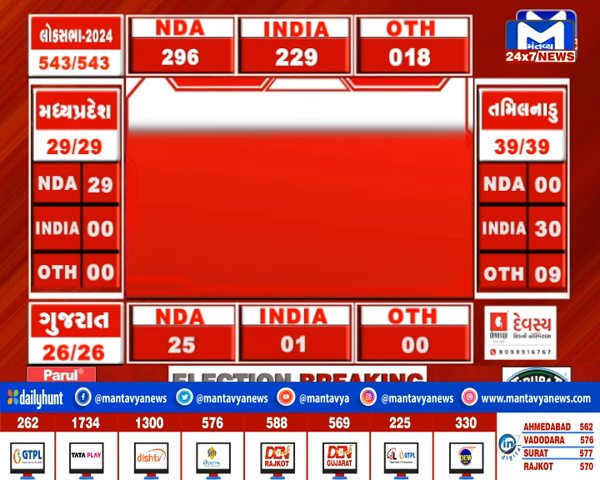 લોકસભા-2024
543/543
NDA
296
INDIA
229
OTH
018
મંતવ્ય
24x7NEWS
મધ્યપ્રદેશ
29/29
NDA 29
INDIA 00
OTH 00
તમિલનાડુ
39/39
NDA 00
INDIA 30
OTH 09
ગુજરાત
26/26
NDA
25
INDIA
01
OTH
00
દેવસ્ય
9099916767
Parul
ELECTION BREAKING
dailyhunt
@mantavyanews
@mantavyanews
@mantavya
@mantavyanews
www.mantavyanews.com
262 1734 1300 576 588 569 225 330
GTPL
TATA PLAY
dishtv
DEN RAJKOT
DEN GUJARAT
GTPL
DEN
in digital
AHMEDABAD 562
VADODARA 576
SURAT 577
RAJKOT 570